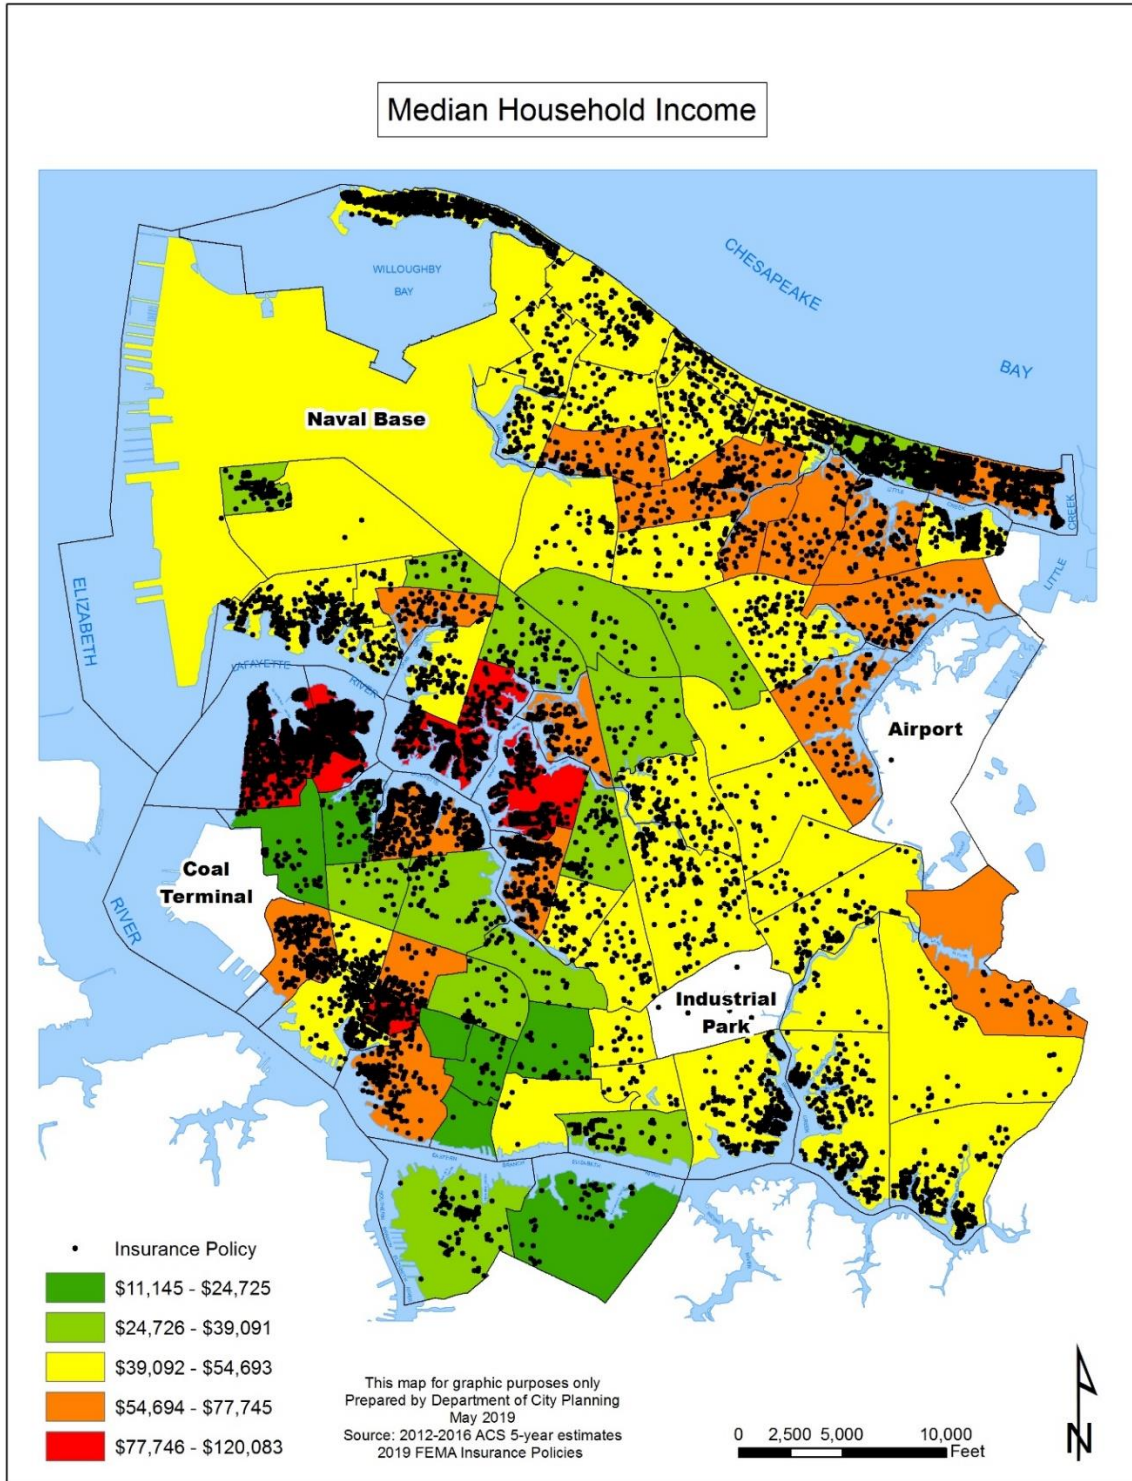 Median Household Income
CHESAPEAKE
BAY
WILLOUGHBY
BAY
Naval Base
ELIZABETH
LITTLE
CREEK
LITTLE
LAFAYETTE
RIVER
Airport
Coal
Terminal
RIVER
Industrial
Park
EASTERN
BRANCH
ELIZABETH
Insurance Policy
$11,145 - $24,725
$24,726 - $39,091
$39,092 - $54,693
$54,694 - $77,745
$77,746 - $120,083
This map for graphic purposes only
Prepared by Department of City Planning
May 2019
Source: 2012-2016 ACS 5-year estimates
2019 FEMA Insurance Policies
0 2,500 5,000 10,000
Feet
N